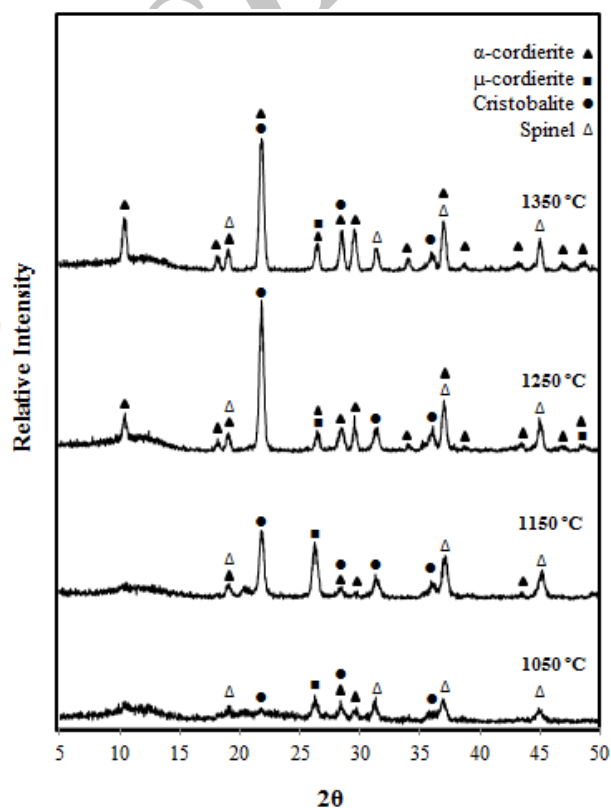 α-cordierite ▲
μ-cordierite ■
Cristobalite ●
Spinel Δ
1350 °C
1250 °C
1150 °C
1050 °C
Relative Intensity
5 10 15 20 25 30 35 40 45 50
2θ